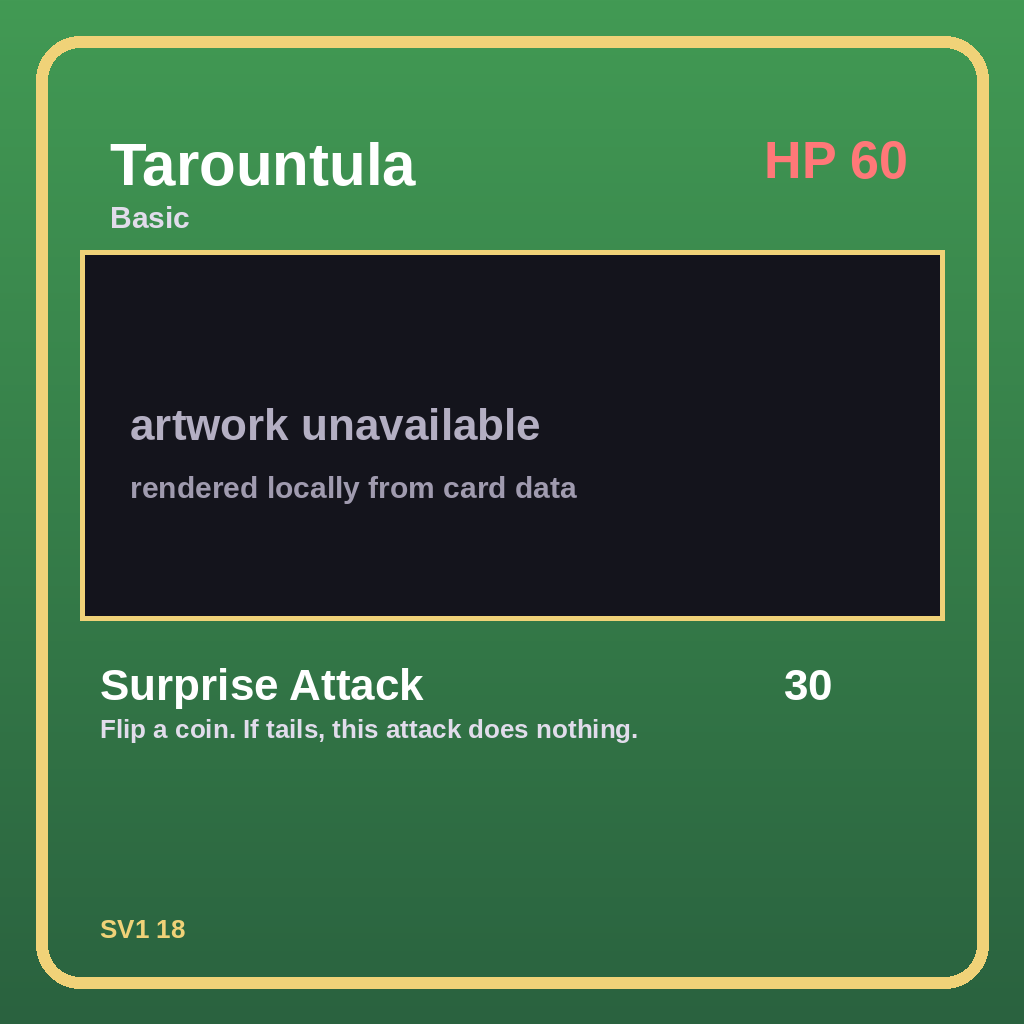 Tarountula
HP 60
Basic
artwork unavailable
rendered locally from card data
Surprise Attack
30
Flip a coin. If tails, this attack does nothing.
SV1 18